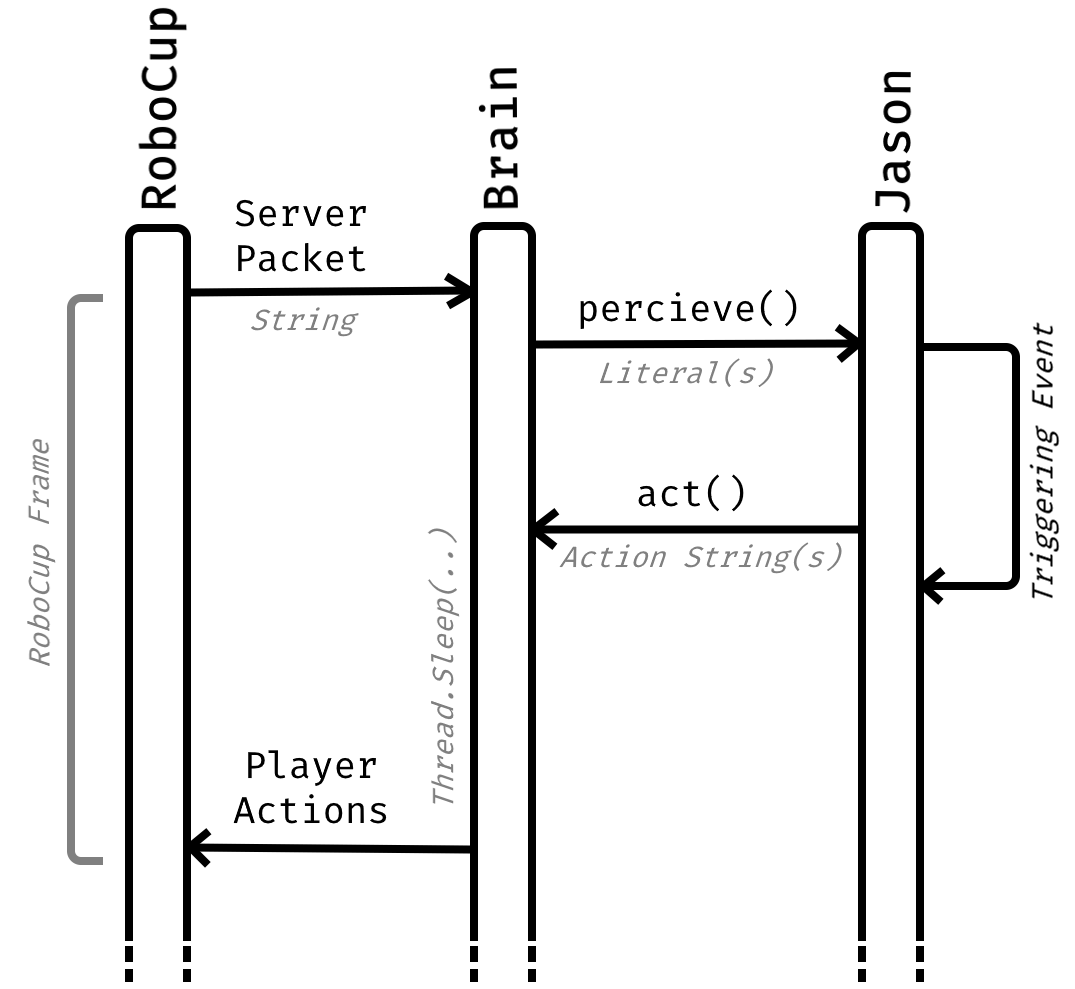 RoboCup
Brain
Jason
Server
Packet
String
percieve()
Literal(s)
Triggering Event
act()
Action String(s)
RoboCup Frame
Thread.Sleep(..)
Player
Actions